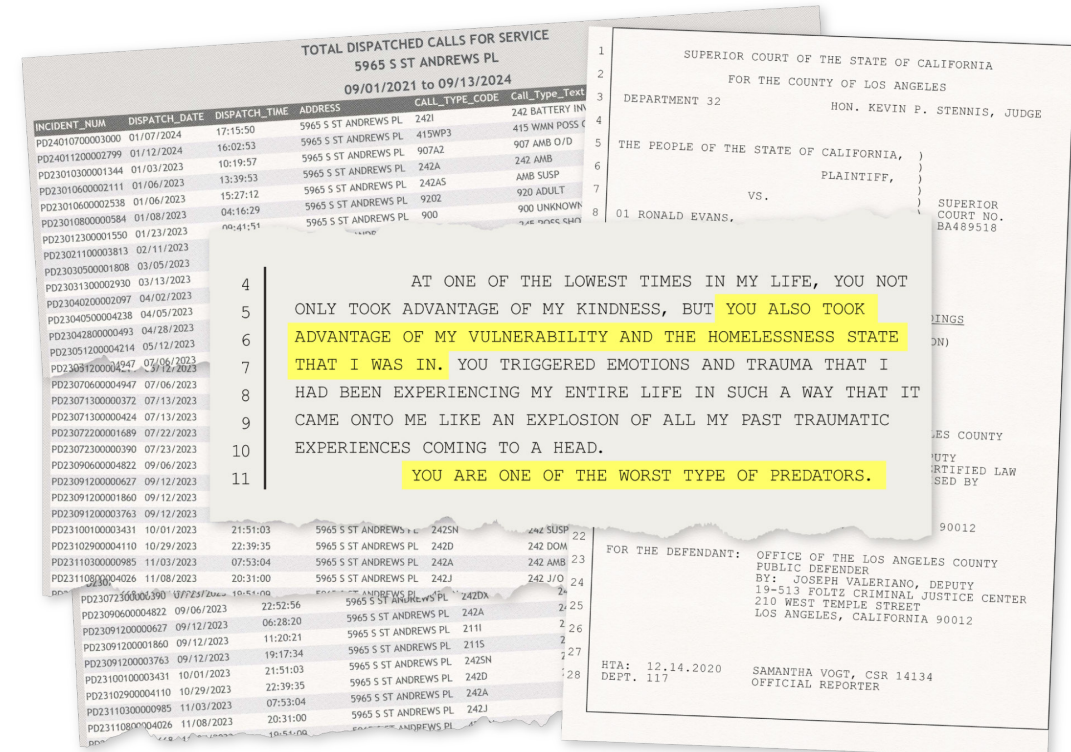 TOTAL DISPATCHED CALLS FOR SERVICE
5965 S ST ANDREWS PL
09/01/2021 to 09/13/2024
INCIDENT_NUM DISPATCH_DATE DISPATCH_TIME ADDRESS CALL_TYPE_CODE Call_Type_Text
PD24010700003000 01/07/2024 17:15:50 5965 S ST ANDREWS PL 242I 242 BATTERY
PD24011200002799 01/12/2024 16:02:53 5965 S ST ANDREWS PL 415WP3 415 WMN POSS
PD23010300001344 01/03/2023 10:19:57 5965 S ST ANDREWS PL 907A2 907 AMB O/D
PD23010600002111 01/06/2023 13:39:53 5965 S ST ANDREWS PL 242A 242 AMB
PD23010600002538 01/06/2023 15:27:12 5965 S ST ANDREWS PL 242AS AMB SUSP
PD23010800000584 01/08/2023 04:16:29 5965 S ST ANDREWS PL 9202 920 ADULT
PD23012300001550 01/23/2023 09:41:51 5965 S ST ANDREWS PL 900 900 UNKNOWN
PD23021100003813 02/11/2023
PD23030500001808 03/05/2023
PD23031300002930 03/13/2023
PD23040200002097 04/02/2023
PD23040500004238 04/05/2023
PD23042800000493 04/28/2023
PD23051200004214 05/12/2023
07/06/2023
PD23070600004947 07/06/2023
PD23071300000372 07/13/2023
PD23071300000424 07/13/2023
PD23072200001689 07/22/2023
PD23072300000390 07/23/2023
PD23090600004822 09/06/2023
PD23091200000627 09/12/2023
PD23091200001860 09/12/2023
PD23091200003763 09/12/2023
PD23100100003431 10/01/2023 21:51:03 5965 S ST ANDREWS PL 242SN 242 SUSP
PD23102900004110 10/29/2023 22:39:35 5965 S ST ANDREWS PL 242D 242 DOM
PD23110300000985 11/03/2023 07:53:04 5965 S ST ANDREWS PL 242A 242 AMB
PD23110800004026 11/08/2023 20:31:00 5965 S ST ANDREWS PL 242J 242 J/O
PD23072300000390 07/23/2023 19:51:09
22:52:56 5965 S ST ANDREWS PL 242DX
PD23090600004822 09/06/2023 06:28:20 5965 S ST ANDREWS PL 242A
PD23091200000627 09/12/2023 11:20:21 5965 S ST ANDREWS PL 211I
PD23091200001860 09/12/2023 19:17:34 5965 S ST ANDREWS PL 211S
PD23091200003763 09/12/2023 21:51:03 5965 S ST ANDREWS PL 242SN
PD23100100003431 10/01/2023 22:39:35 5965 S ST ANDREWS PL 242D
PD23102900004110 10/29/2023 07:53:04 5965 S ST ANDREWS PL 242A
PD23110300000985 11/03/2023 20:31:00 5965 S ST ANDREWS PL 242J
PD23110800004026 11/08/2023 19:51:09
4 AT ONE OF THE LOWEST TIMES IN MY LIFE, YOU NOT
5 ONLY TOOK ADVANTAGE OF MY KINDNESS, BUT YOU ALSO TOOK
6 ADVANTAGE OF MY VULNERABILITY AND THE HOMELESSNESS STATE
7 THAT I WAS IN. YOU TRIGGERED EMOTIONS AND TRAUMA THAT I
8 HAD BEEN EXPERIENCING MY ENTIRE LIFE IN SUCH A WAY THAT IT
9 CAME ONTO ME LIKE AN EXPLOSION OF ALL MY PAST TRAUMATIC
10 EXPERIENCES COMING TO A HEAD.
11 YOU ARE ONE OF THE WORST TYPE OF PREDATORS.
1 SUPERIOR COURT OF THE STATE OF CALIFORNIA
2 FOR THE COUNTY OF LOS ANGELES
3 DEPARTMENT 32 HON. KEVIN P. STENNIS, JUDGE
4
5 THE PEOPLE OF THE STATE OF CALIFORNIA, )
6 PLAINTIFF, )
7 VS. ) SUPERIOR
8 01 RONALD EVANS, ) COURT NO.
BA489518
ON)
COUNTY
LAW
BY
90012
22
FOR THE DEFENDANT: OFFICE OF THE LOS ANGELES COUNTY
23 PUBLIC DEFENDER
24 BY: JOSEPH VALERIANO, DEPUTY
19-513 FOLTZ CRIMINAL JUSTICE CENTER
25 210 WEST TEMPLE STREET
LOS ANGELES, CALIFORNIA 90012
26
27
HTA: 12.14.2020 SAMANTHA VOGT, CSR 14134
28 DEPT. 117 OFFICIAL REPORTER